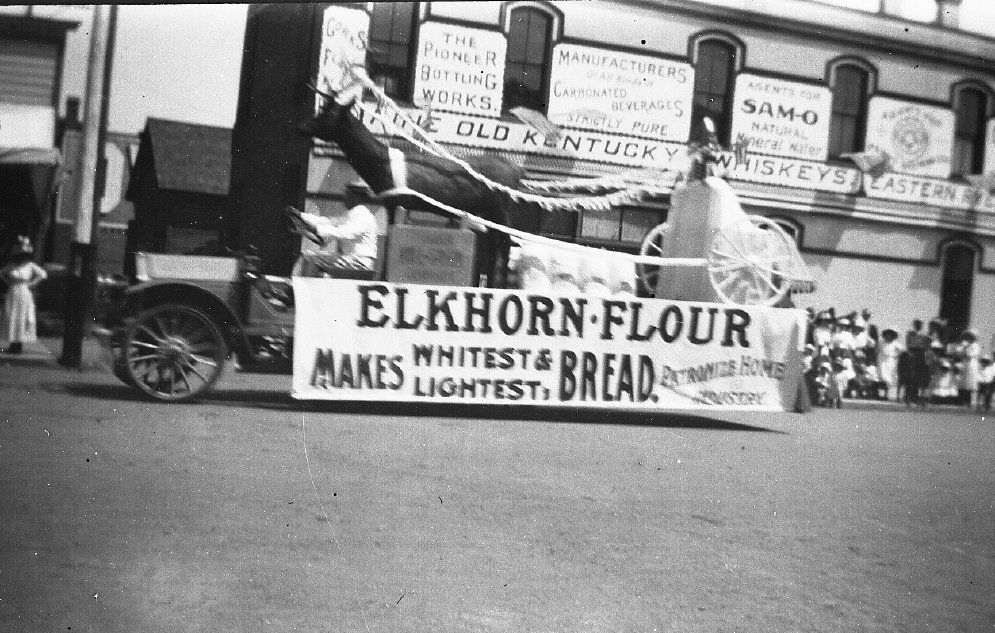 THE
PIONEER
BOTTLING
WORKS.
MANUFACTURERS
Of All Kinds of
CARBONATED
BEVERAGES
STRICTLY PURE
AGENTS FOR
SAM-O
NATURAL
Mineral Water
FINE OLD KENTUCKY WHISKEYS.
EASTERN
ELKHORN·FLOUR
MAKES WHITEST &
LIGHTEST BREAD.
PATRONIZE HOME
INDUSTRY.